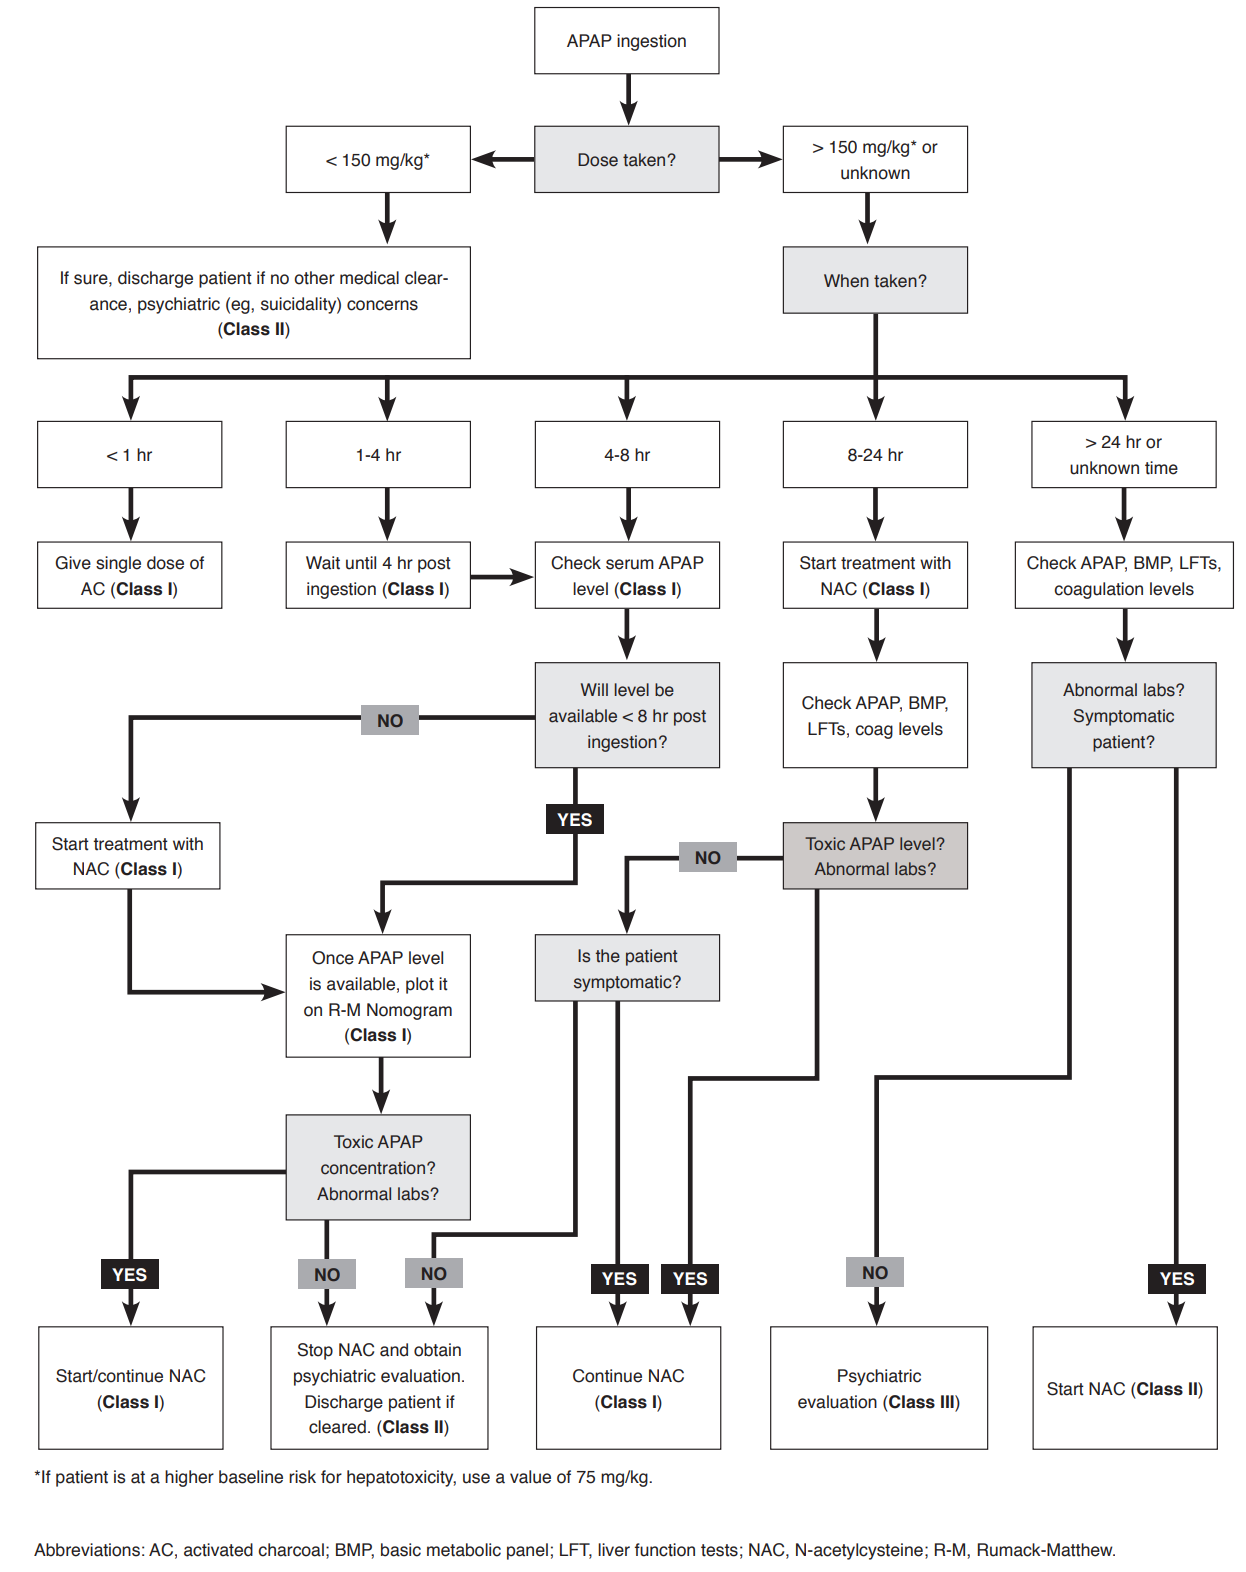 APAP ingestion
< 150 mg/kg*
Dose taken?
> 150 mg/kg* or
unknown
If sure, discharge patient if no other medical clear-
ance, psychiatric (eg, suicidality) concerns
(Class II)
When taken?
< 1 hr
1-4 hr
4-8 hr
8-24 hr
> 24 hr or
unknown time
Give single dose of
AC (Class I)
Wait until 4 hr post
ingestion (Class I)
Check serum APAP
level (Class I)
Start treatment with
NAC (Class I)
Check APAP, BMP, LFTs,
coagulation levels
NO
Will level be
available < 8 hr post
ingestion?
Check APAP, BMP,
LFTs, coag levels
Abnormal labs?
Symptomatic
patient?
YES
Start treatment with
NAC (Class I)
NO
Toxic APAP level?
Abnormal labs?
Once APAP level
is available, plot it
on R-M Nomogram
(Class I)
Is the patient
symptomatic?
Toxic APAP
concentration?
Abnormal labs?
YES
NO
NO
YES
YES
NO
YES
Start/continue NAC
(Class I)
Stop NAC and obtain
psychiatric evaluation.
Discharge patient if
cleared. (Class II)
Continue NAC
(Class I)
Psychiatric
evaluation (Class III)
Start NAC (Class II)
*If patient is at a higher baseline risk for hepatotoxicity, use a value of 75 mg/kg.
Abbreviations: AC, activated charcoal; BMP, basic metabolic panel; LFT, liver function tests; NAC, N-acetylcysteine; R-M, Rumack-Matthew.